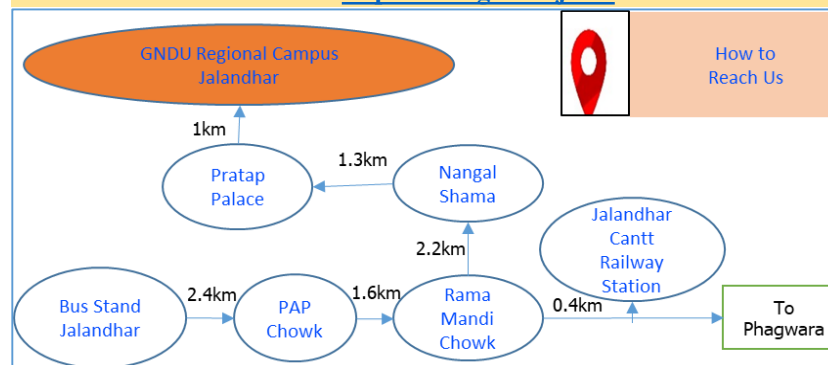 How to
Reach Us
GNDU Regional Campus
Jalandhar
1km
Pratap
Palace
1.3km
Nangal
Shama
2.2km
Jalandhar
Cantt
Railway
Station
Bus Stand
Jalandhar
2.4km
PAP
Chowk
1.6km
Rama
Mandi
Chowk
0.4km
To
Phagwara